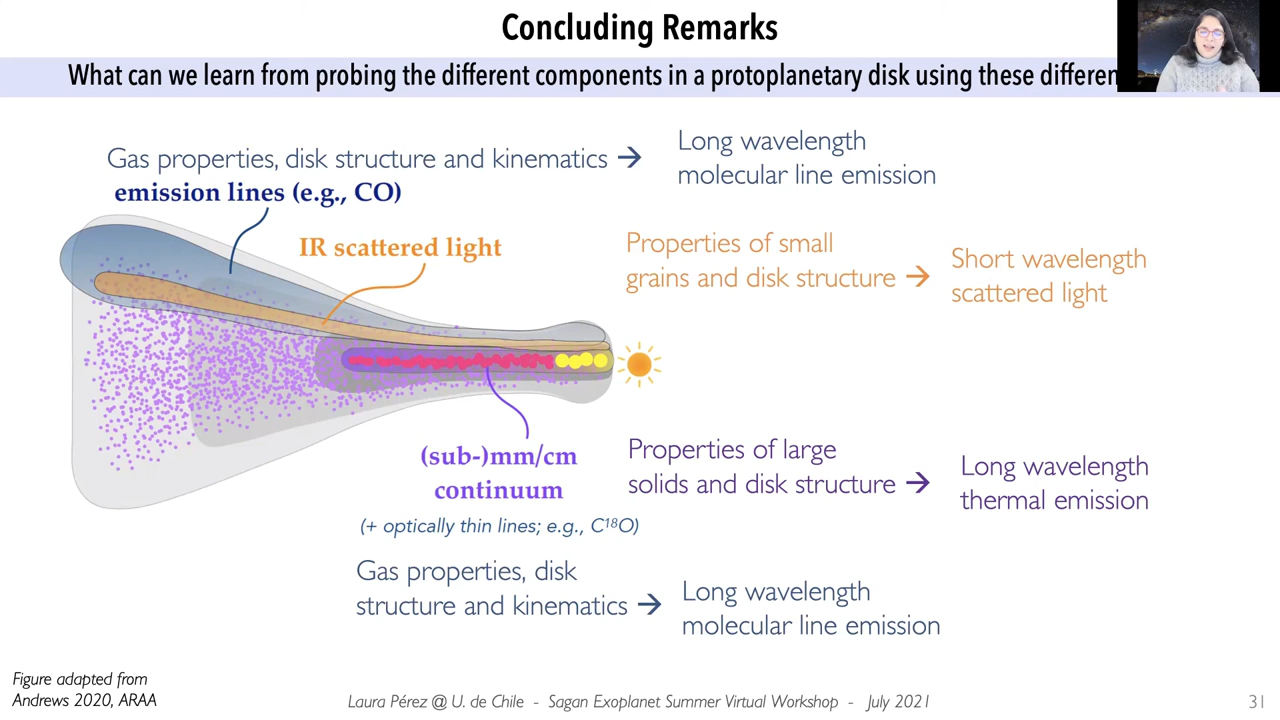 Concluding Remarks
What can we learn from probing the different components in a protoplanetary disk using these
Gas properties, disk structure and kinematics →
Long wavelength
molecular line emission
emission lines (e.g., CO)
IR scattered light
Properties of small
grains and disk structure →
Short wavelength
scattered light
(sub-)mm/cm
continuum
Properties of large
solids and disk structure →
Long wavelength
thermal emission
(+ optically thin lines; e.g., C¹⁸O)
Gas properties, disk
structure and kinematics →
Long wavelength
molecular line emission
Figure adapted from
Andrews 2020, ARAA
Laura Pérez @ U. de Chile - Sagan Exoplanet Summer Virtual Workshop - July 2021
31